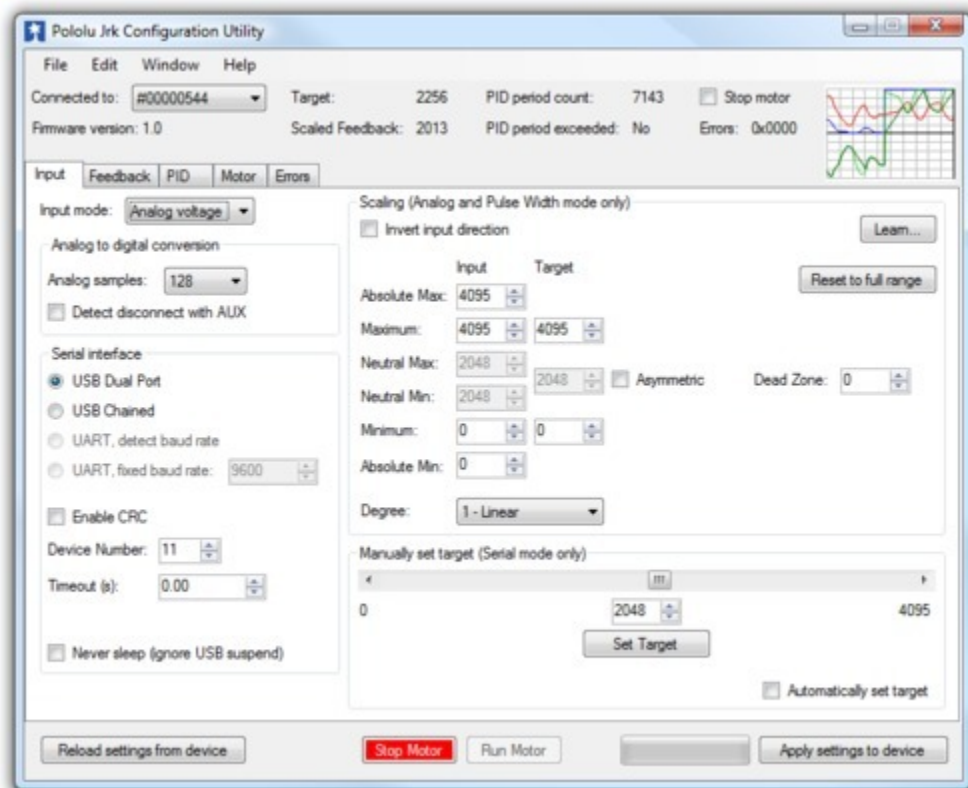 Pololu Jrk Configuration Utility
File Edit Window Help
Connected to: #00000544 Target: 2256 PID period count: 7143 Stop motor
Firmware version: 1.0 Scaled Feedback: 2013 PID period exceeded: No Errors: 0x0000
Input Feedback PID Motor Errors
Input mode: Analog voltage
Analog to digital conversion
Analog samples: 128
Detect disconnect with AUX
Serial interface
USB Dual Port
USB Chained
UART, detect baud rate
UART, fixed baud rate: 9600
Enable CRC
Device Number: 11
Timeout (s): 0.00
Never sleep (ignore USB suspend)
Scaling (Analog and Pulse Width mode only)
Invert input direction Learn...
Input Target
Reset to full range
Absolute Max: 4095
Maximum: 4095 4095
Neutral Max: 2048
2048 Asymmetric Dead Zone: 0
Neutral Min: 2048
Minimum: 0 0
Absolute Min: 0
Degree: 1 - Linear
Manually set target (Serial mode only)
0 2048 4095
Set Target
Automatically set target
Reload settings from device Stop Motor Run Motor Apply settings to device